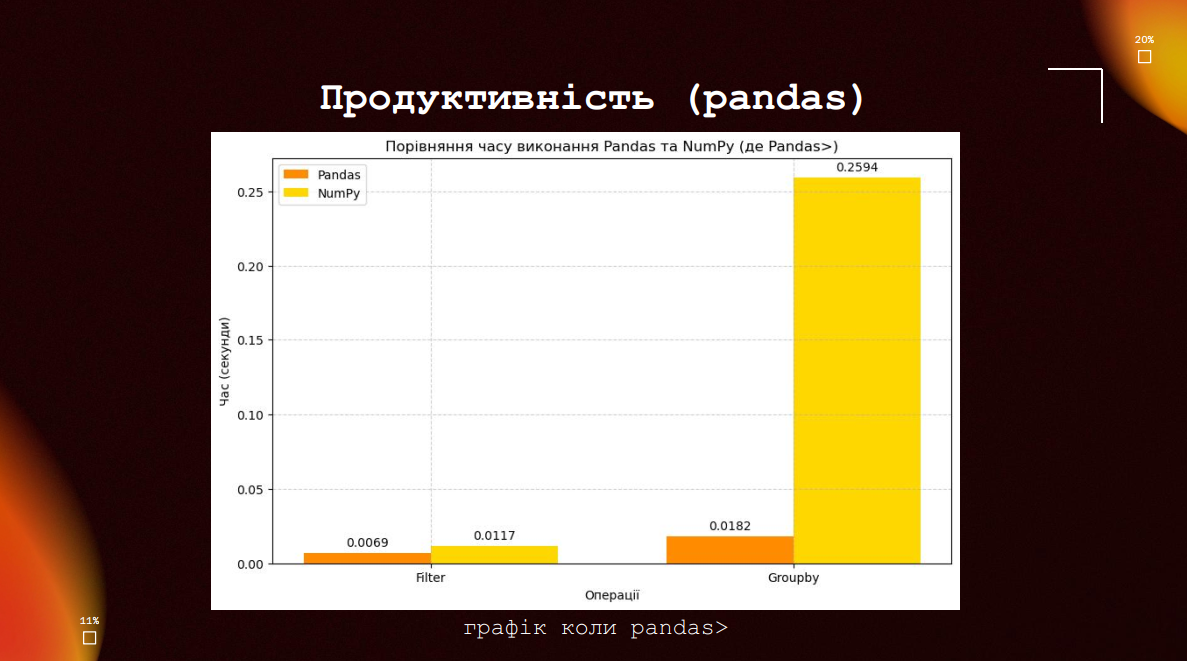 20%
Продуктивність (pandas)
Порівняння часу виконання Pandas та NumPy (де Pandas>)
Pandas
NumPy
0.2594
0.25
0.20
0.15
0.10
0.05
0.00
Час (секунди)
0.0069
0.0117
0.0182
Filter
Groupby
Операції
11%
графік коли pandas>